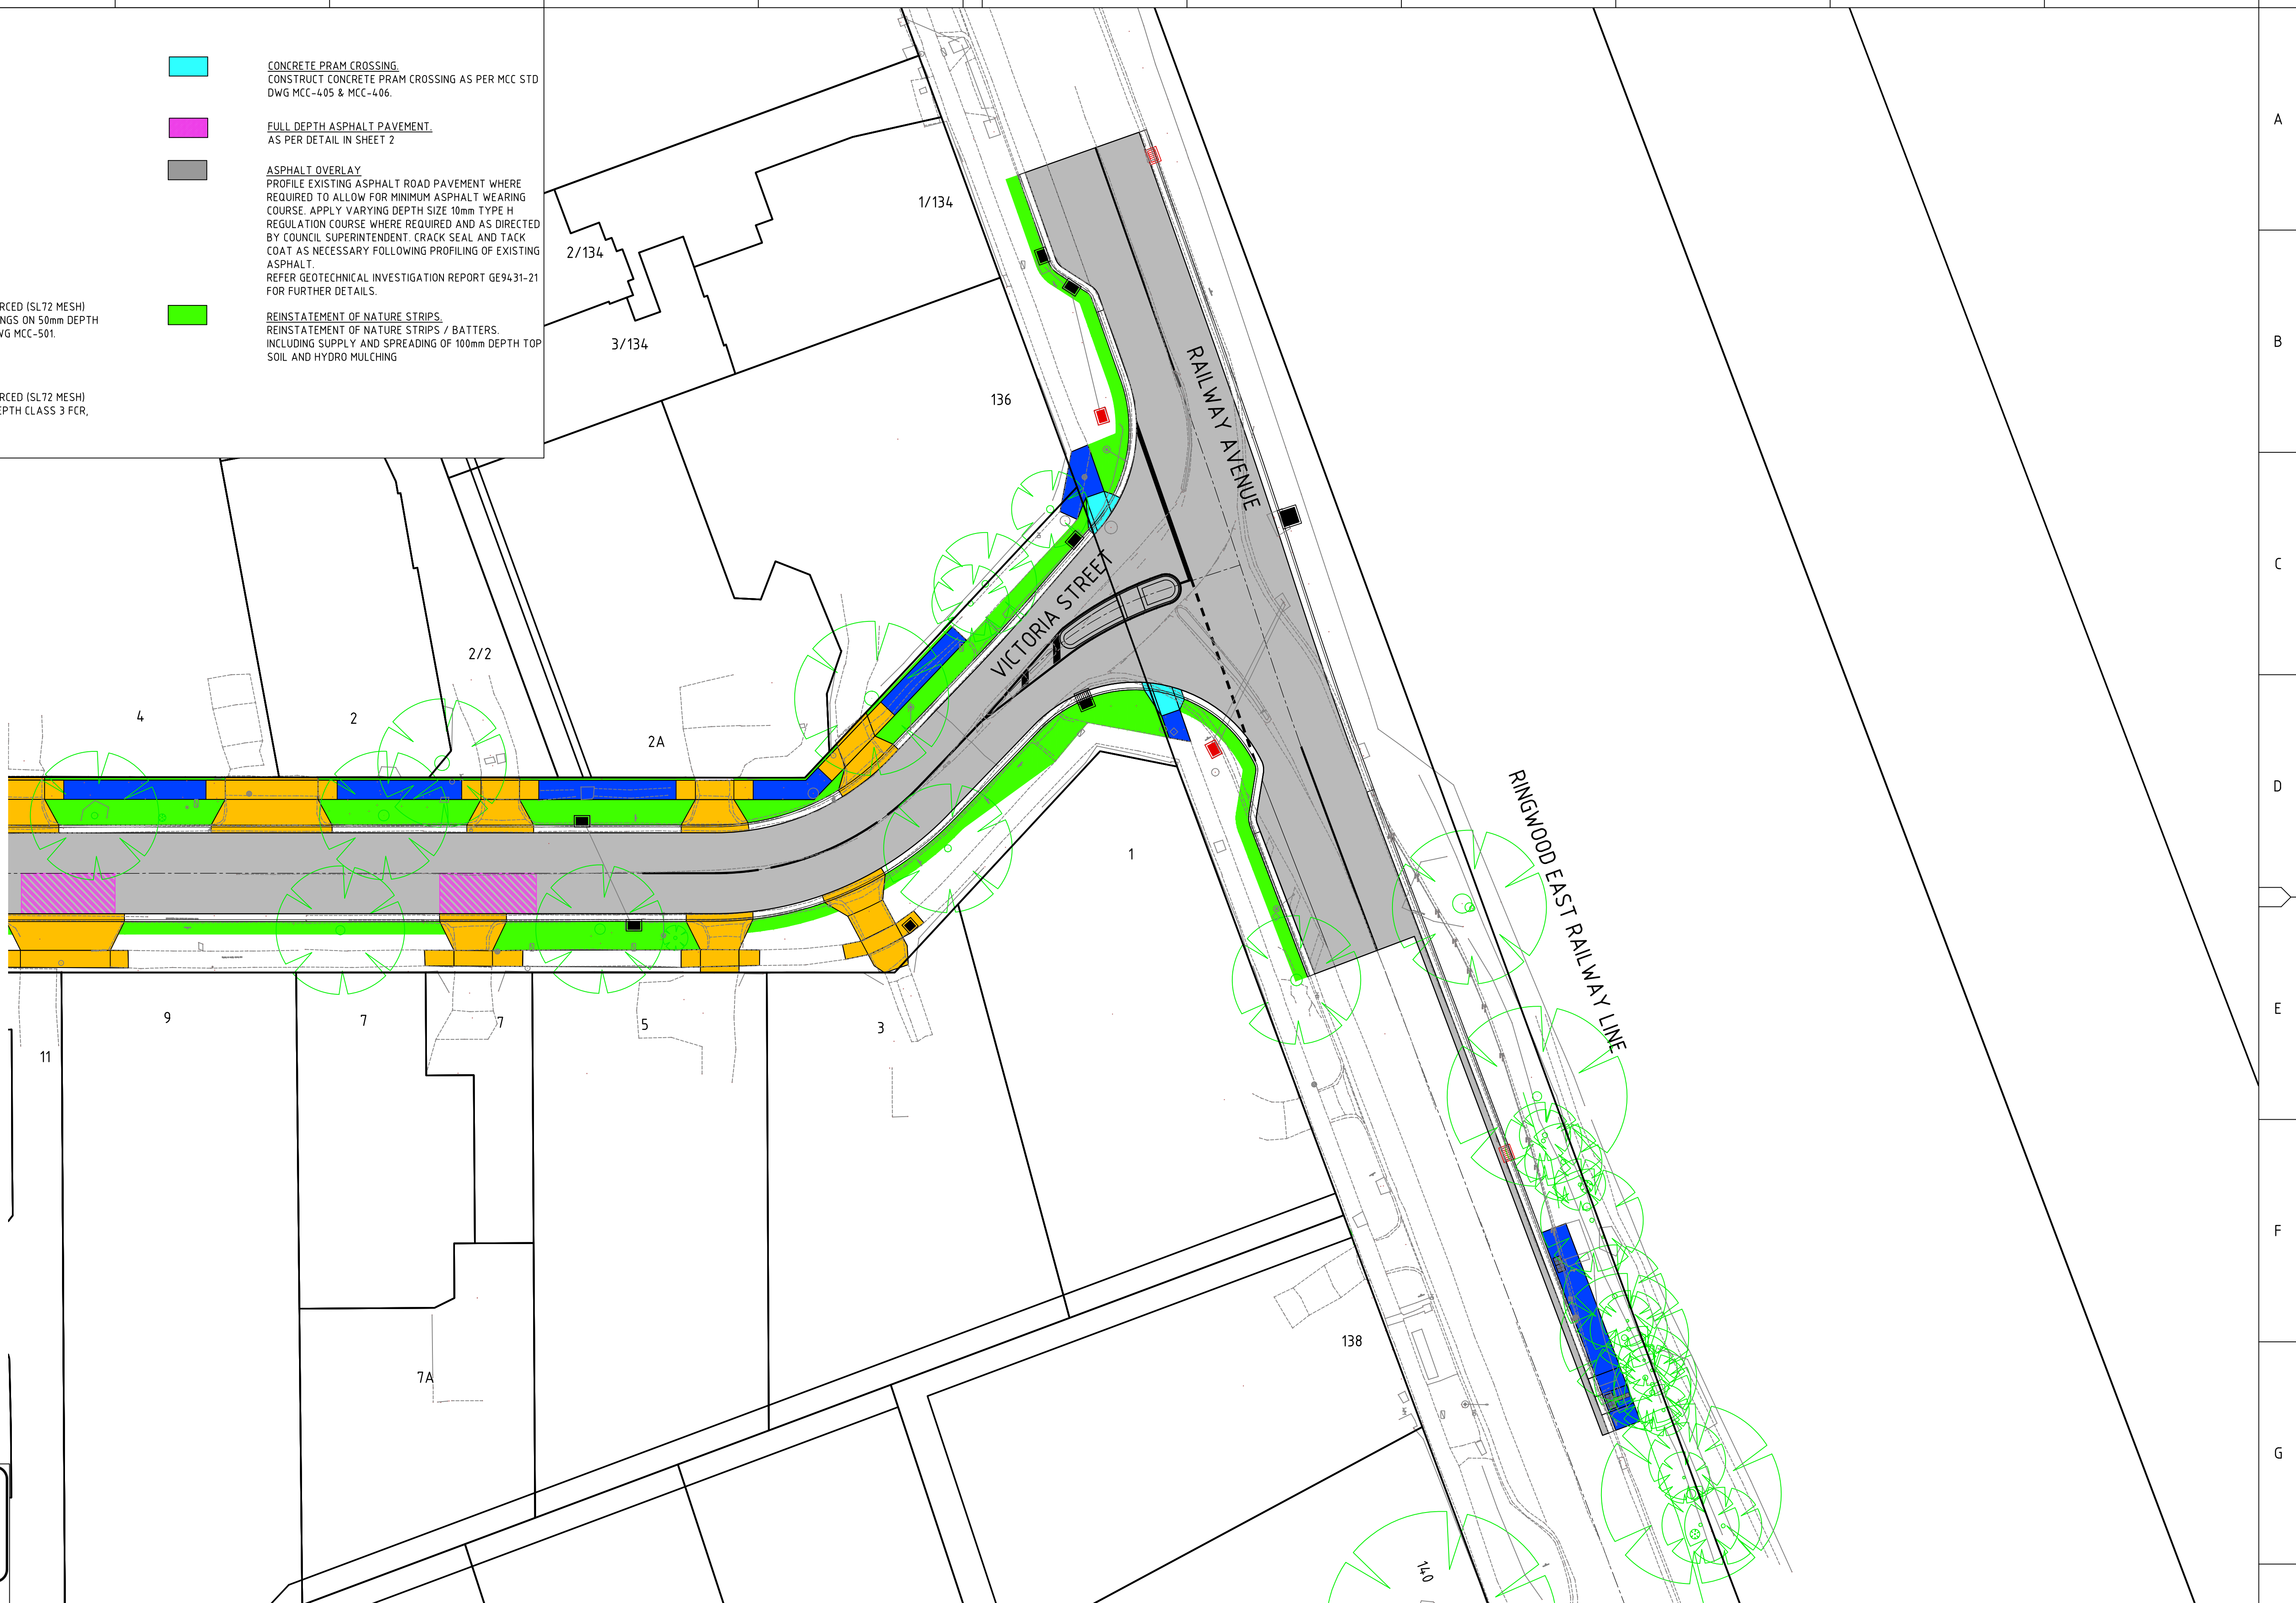 CONCRETE PRAM CROSSING.
CONSTRUCT CONCRETE PRAM CROSSING AS PER MCC STD
DWG MCC-405 & MCC-406.
FULL DEPTH ASPHALT PAVEMENT.
AS PER DETAIL IN SHEET 2
ASPHALT OVERLAY
PROFILE EXISTING ASPHALT ROAD PAVEMENT WHERE
REQUIRED TO ALLOW FOR MINIMUM ASPHALT WEARING
COURSE. APPLY VARYING DEPTH SIZE 10mm TYPE H
REGULATION COURSE WHERE REQUIRED AND AS DIRECTED
BY COUNCIL SUPERINTENDENT. CRACK SEAL AND TACK
COAT AS NECESSARY FOLLOWING PROFILING OF EXISTING
ASPHALT.
REFER GEOTECHNICAL INVESTIGATION REPORT GE9431-21
FOR FURTHER DETAILS.
REINSTATEMENT OF NATURE STRIPS.
REINSTATEMENT OF NATURE STRIPS / BATTERS.
INCLUDING SUPPLY AND SPREADING OF 100mm DEPTH TOP
SOIL AND HYDRO MULCHING
RCED (SL72 MESH)
NGS ON 50mm DEPTH
WG MCC-501.
RCED (SL72 MESH)
EPTH CLASS 3 FCR,
A
B
C
D
E
F
G
1/134
2/134
3/134
136
RAILWAY AVENUE
VICTORIA STREET
RINGWOOD EAST RAILWAY LINE
2/2
4
2
2A
1
9
7
7
5
3
11
7A
138
140